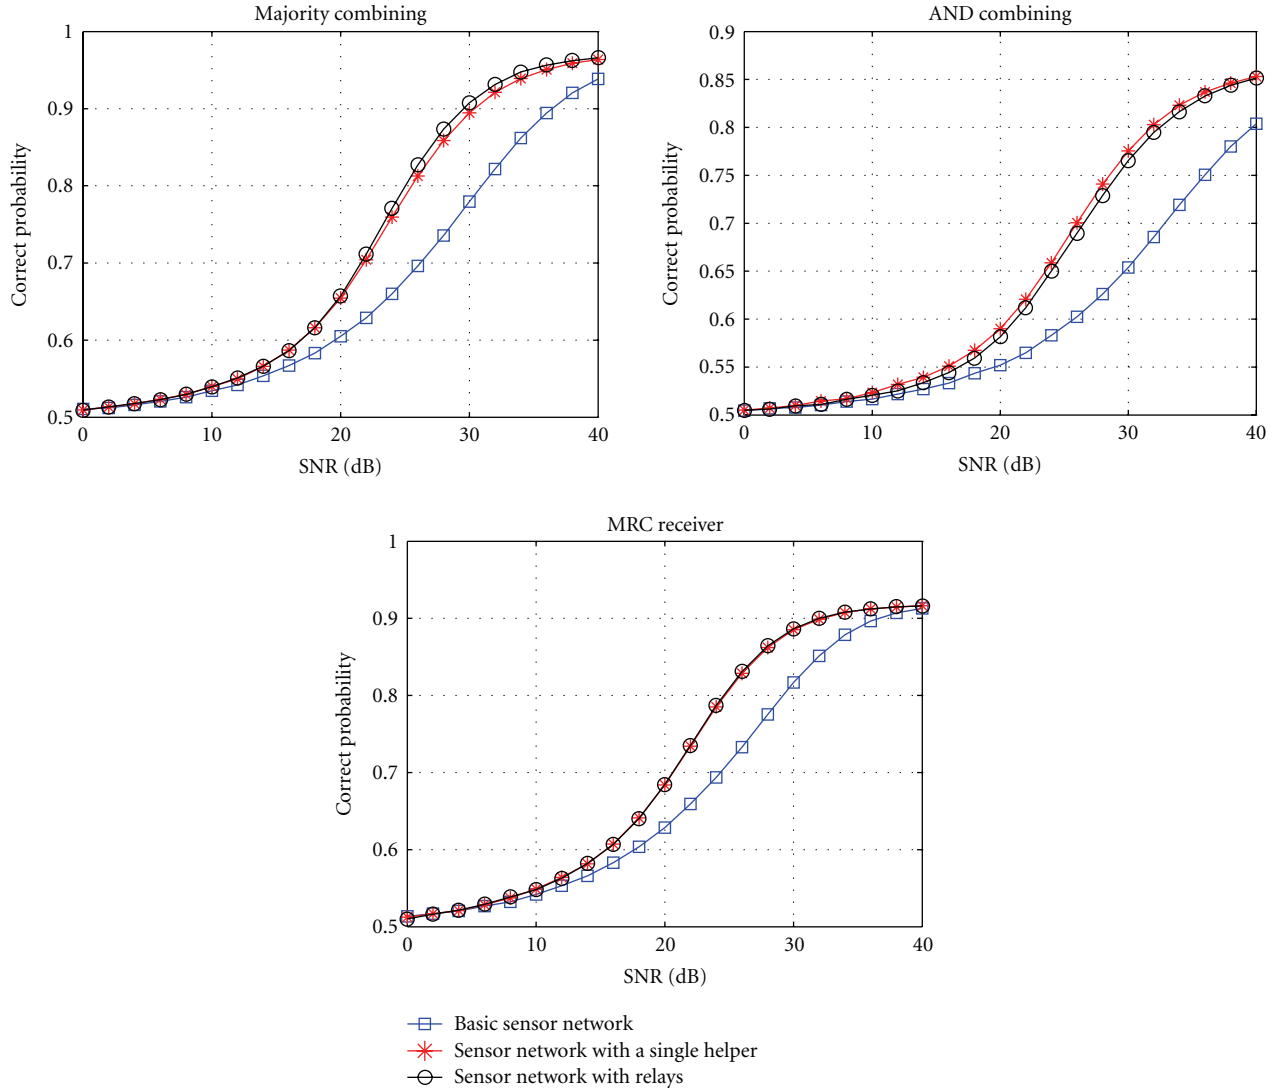 Majority combining
1
0.9
0.8
0.7
0.6
0.5
0 10 20 30 40
Correct probability
SNR (dB)
AND combining
0.9
0.85
0.8
0.75
0.7
0.65
0.6
0.55
0.5
0 10 20 30 40
Correct probability
SNR (dB)
MRC receiver
1
0.9
0.8
0.7
0.6
0.5
0 10 20 30 40
Correct probability
SNR (dB)
Basic sensor network
Sensor network with a single helper
Sensor network with relays